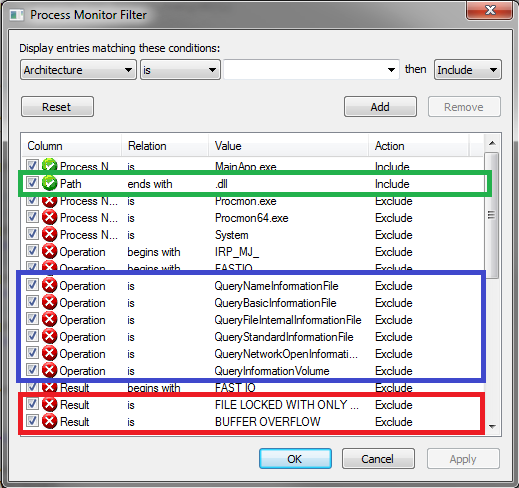 Process Monitor Filter
Display entries matching these conditions:
Architecture is then Include
Reset Add Remove
Column Relation Value Action
Process N... is MainApp.exe Include
Path ends with .dll Include
Process N... is Procmon.exe Exclude
Process N... is Procmon64.exe Exclude
Process N... is System Exclude
Operation begins with IRP_MJ_ Exclude
Operation begins with FASTIO_ Exclude
Operation is QueryNameInformationFile Exclude
Operation is QueryBasicInformationFile Exclude
Operation is QueryFileInternalInformationFile Exclude
Operation is QueryStandardInformationFile Exclude
Operation is QueryNetworkOpenInformati... Exclude
Operation is QueryInformationVolume Exclude
Result begins with FAST IO Exclude
Result is FILE LOCKED WITH ONLY ... Exclude
Result is BUFFER OVERFLOW Exclude
OK Cancel Apply